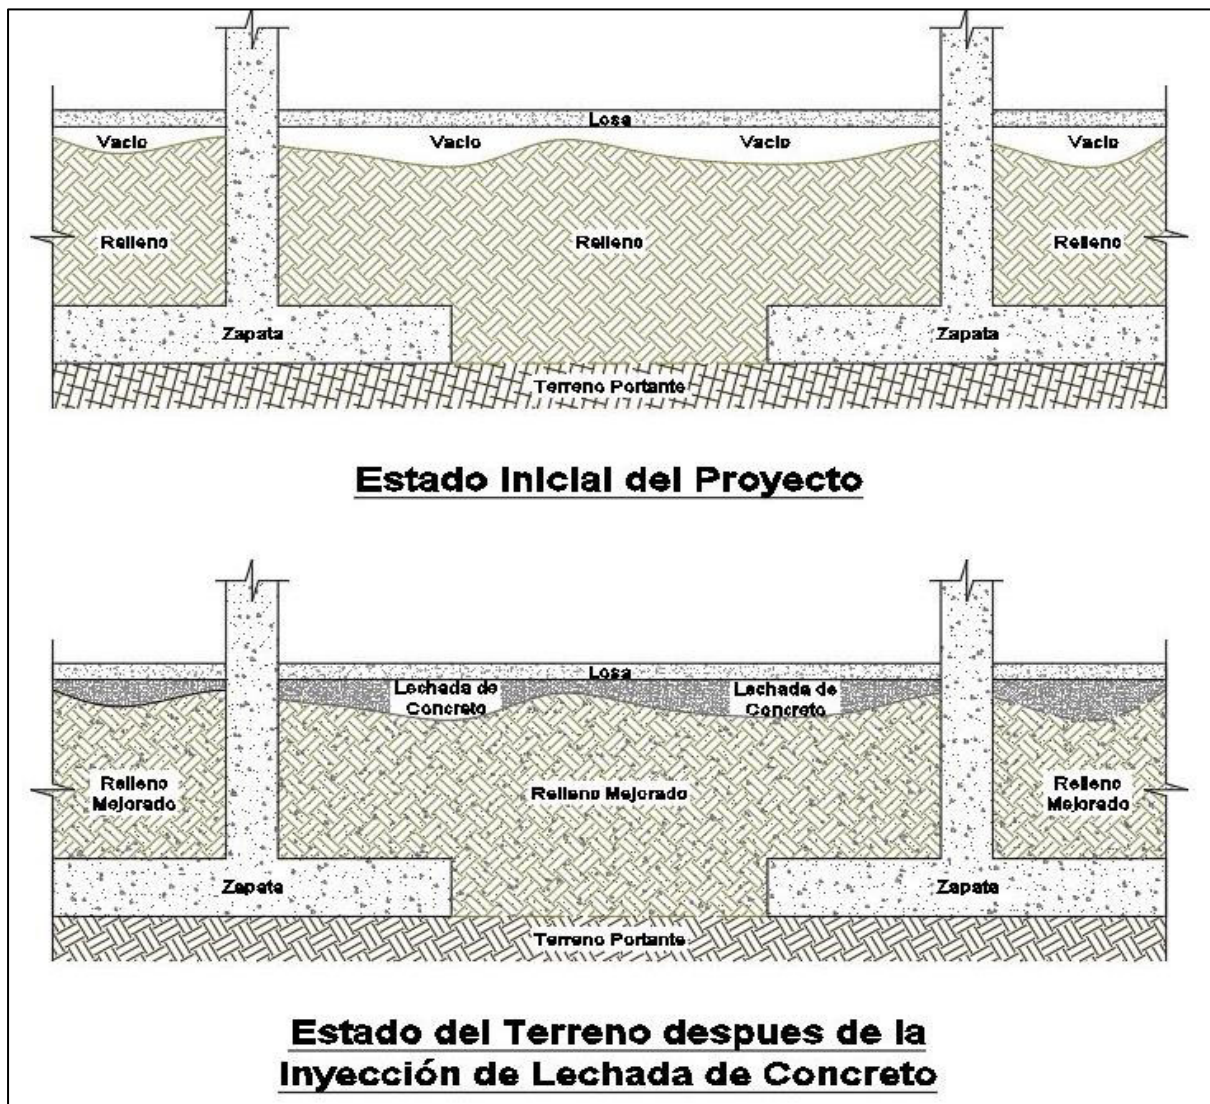 Losa
Vacio
Vacio
Vacio
Vacio
Relleno
Relleno
Relleno
Zapata
Zapata
Terreno Portante
Estado Inicial del Proyecto
Losa
Lechada de
Concreto
Lechada de
Concreto
Relleno
Mejorado
Relleno Mejorado
Relleno
Mejorado
Zapata
Zapata
Terreno Portante
Estado del Terreno despues de la
Inyección de Lechada de Concreto